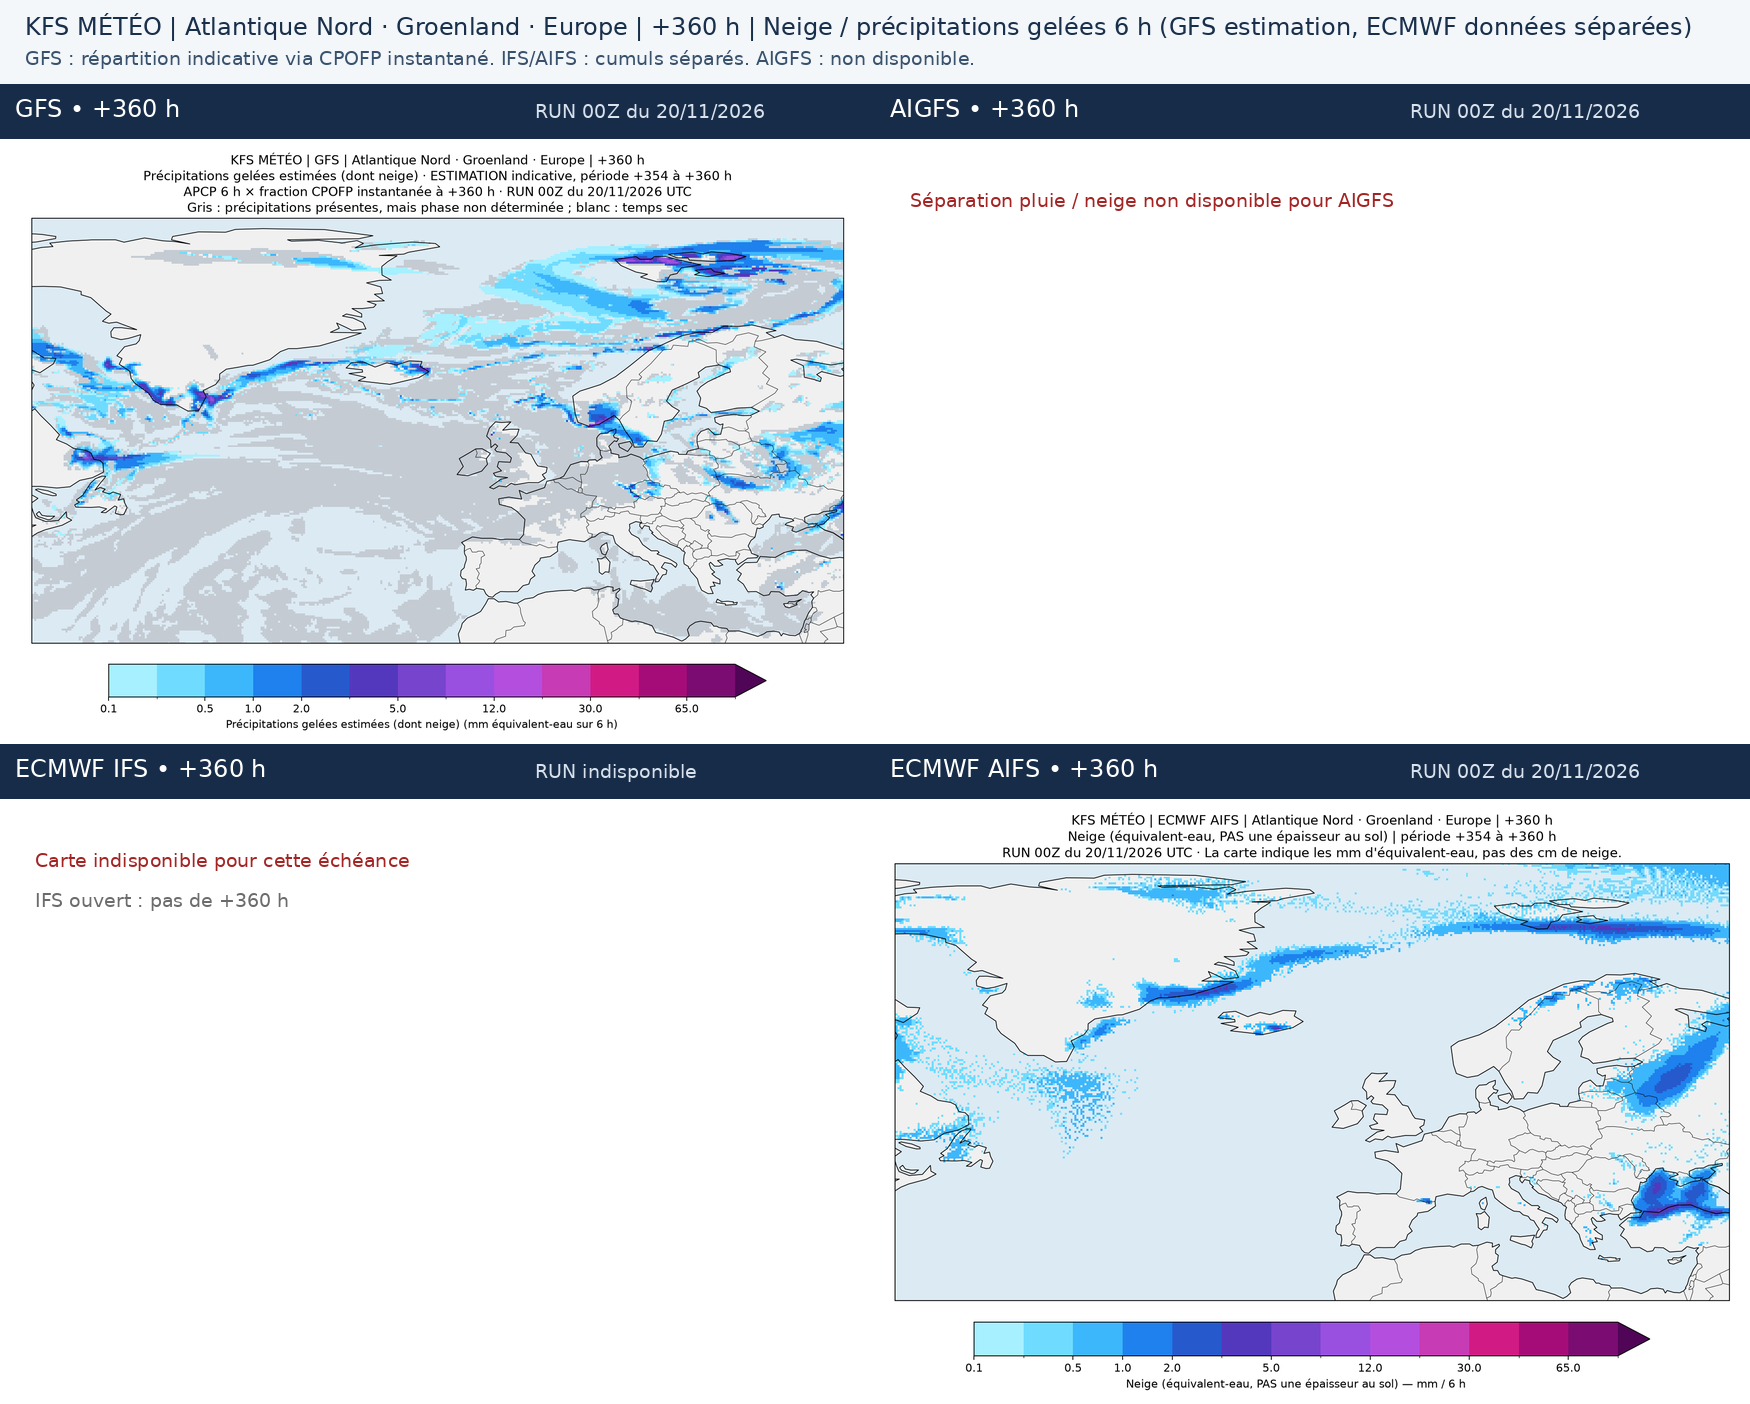 KFS MÉTÉO | Atlantique Nord · Groenland · Europe | +360 h | Neige / précipitations gelées 6 h (GFS estimation, ECMWF données séparées)
GFS : répartition indicative via CPOFP instantané. IFS/AIFS : cumuls séparés. AIGFS : non disponible.
GFS • +360 h
RUN 00Z du 20/11/2026
KFS MÉTÉO | GFS | Atlantique Nord · Groenland · Europe | +360 h
Précipitations gelées estimées (dont neige) · ESTIMATION indicative, période +354 à +360 h
APCP 6 h × fraction CPOFP instantanée à +360 h · RUN 00Z du 20/11/2026 UTC
Gris : précipitations présentes, mais phase non déterminée ; blanc : temps sec
0.1 0.5 1.0 2.0 5.0 12.0 30.0 65.0
Précipitations gelées estimées (dont neige) (mm équivalent-eau sur 6 h)
AIGFS • +360 h
RUN 00Z du 20/11/2026
Séparation pluie / neige non disponible pour AIGFS
ECMWF IFS • +360 h
RUN indisponible
Carte indisponible pour cette échéance
IFS ouvert : pas de +360 h
ECMWF AIFS • +360 h
RUN 00Z du 20/11/2026
KFS MÉTÉO | ECMWF AIFS | Atlantique Nord · Groenland · Europe | +360 h
Neige (équivalent-eau, PAS une épaisseur au sol) | période +354 à +360 h
RUN 00Z du 20/11/2026 UTC · La carte indique les mm d'équivalent-eau, pas des cm de neige.
0.1 0.5 1.0 2.0 5.0 12.0 30.0 65.0
Neige (équivalent-eau, PAS une épaisseur au sol) — mm / 6 h